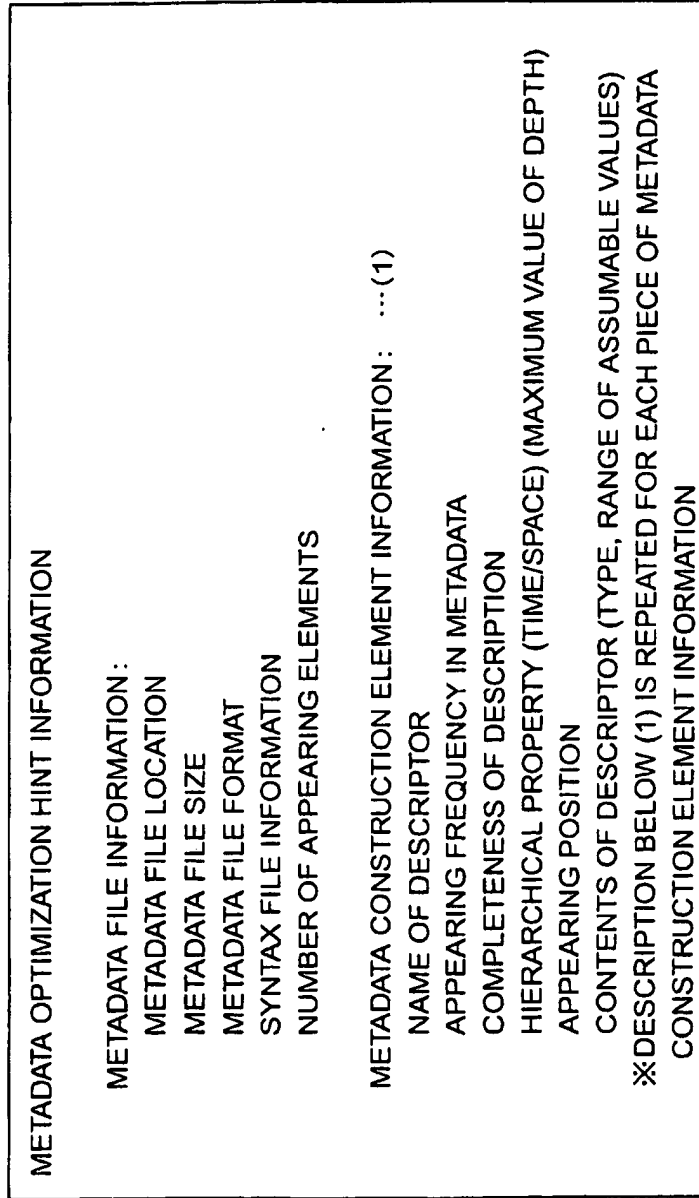 METADATA OPTIMIZATION HINT INFORMATION
METADATA FILE INFORMATION:
METADATA FILE LOCATION
METADATA FILE SIZE
METADATA FILE FORMAT
SYNTAX FILE INFORMATION
NUMBER OF APPEARING ELEMENTS
METADATA CONSTRUCTION ELEMENT INFORMATION: ···(1)
NAME OF DESCRIPTOR
APPEARING FREQUENCY IN METADATA
COMPLETENESS OF DESCRIPTION
HIERARCHICAL PROPERTY (TIME/SPACE) (MAXIMUM VALUE OF DEPTH)
APPEARING POSITION
CONTENTS OF DESCRIPTOR (TYPE, RANGE OF ASSUMABLE VALUES)
※DESCRIPTION BELOW (1) IS REPEATED FOR EACH PIECE OF METADATA
CONSTRUCTION ELEMENT INFORMATION